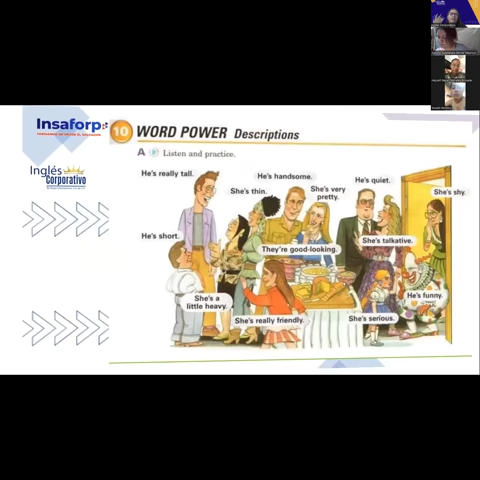 Insaforp
Inglés
Corporativo
10 WORD POWER Descriptions
A Listen and practice.
He's really tall.
He's handsome.
He's quiet.
She's thin.
She's very
pretty.
She's shy.
He's short.
They're good-looking.
She's talkative.
She's a
little heavy.
He's funny.
She's really friendly.
She's serious.